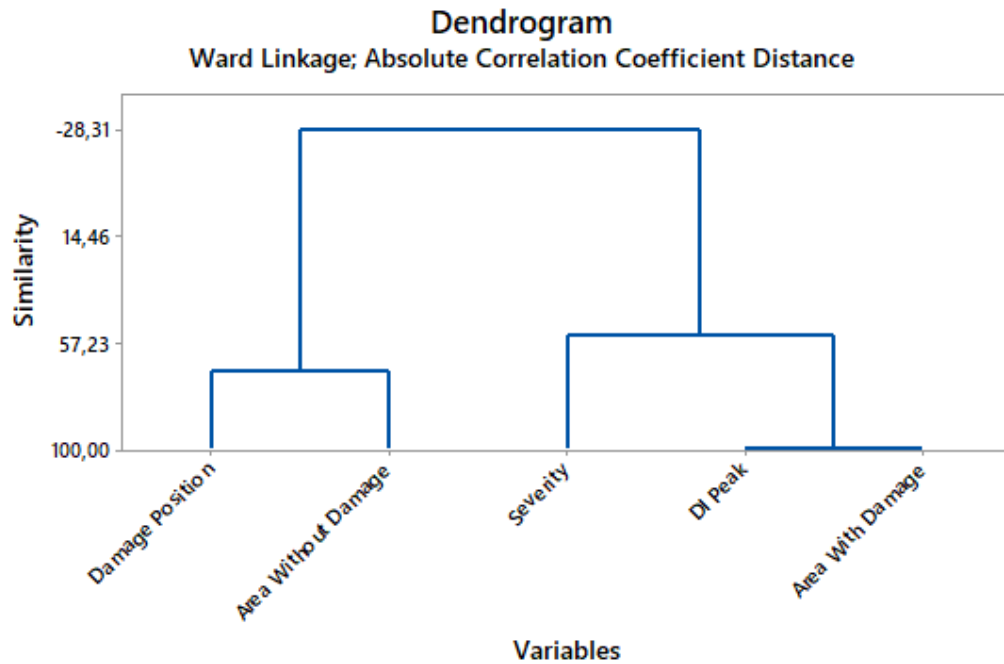 Dendrogram
Ward Linkage; Absolute Correlation Coefficient Distance
Similarity
-28,31
14,46
57,23
100,00
Damage Position
Area Without Damage
Severity
DI Peak
Area With Damage
Variables